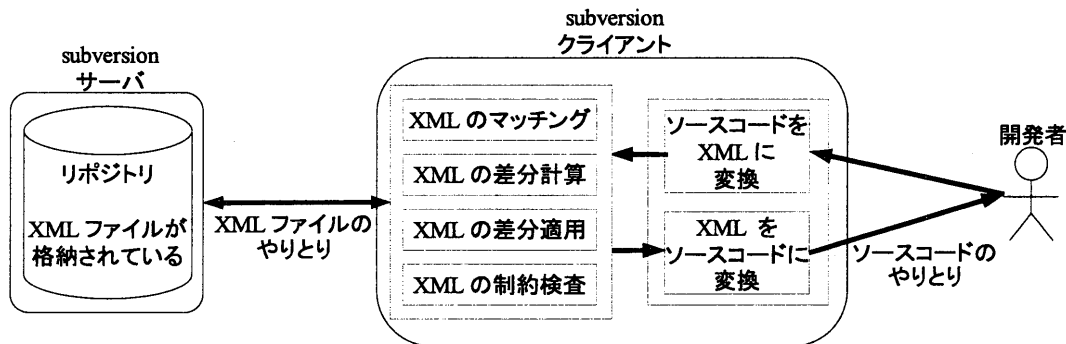 subversion
サーバ
リポジトリ
XML ファイルが
格納されている
XML ファイルの
やりとり
subversion
クライアント
XML のマッチング
XML の差分計算
XML の差分適用
XML の制約検査
ソースコードを
XML に
変換
XML を
ソースコードに
変換
開発者
ソースコードの
やりとり